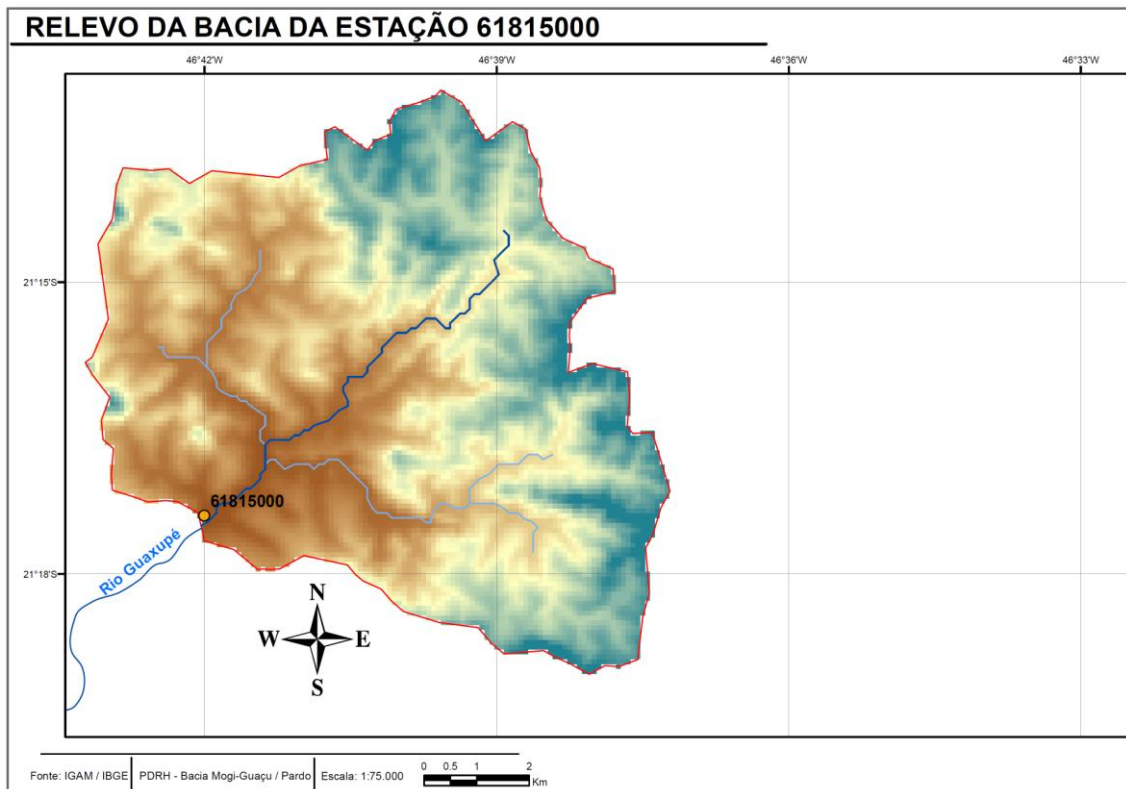 RELEVO DA BACIA DA ESTAÇÃO 61815000
46°42'W 46°39'W 46°36'W 46°33'W
21°15'S
61815000
Rio Guaxupé
21°18'S
N
W E
S
Fonte: IGAM / IBGE PDRH - Bacia Mogi-Guaçu / Pardo Escala: 1:75.000 0 0.5 1 2
Km